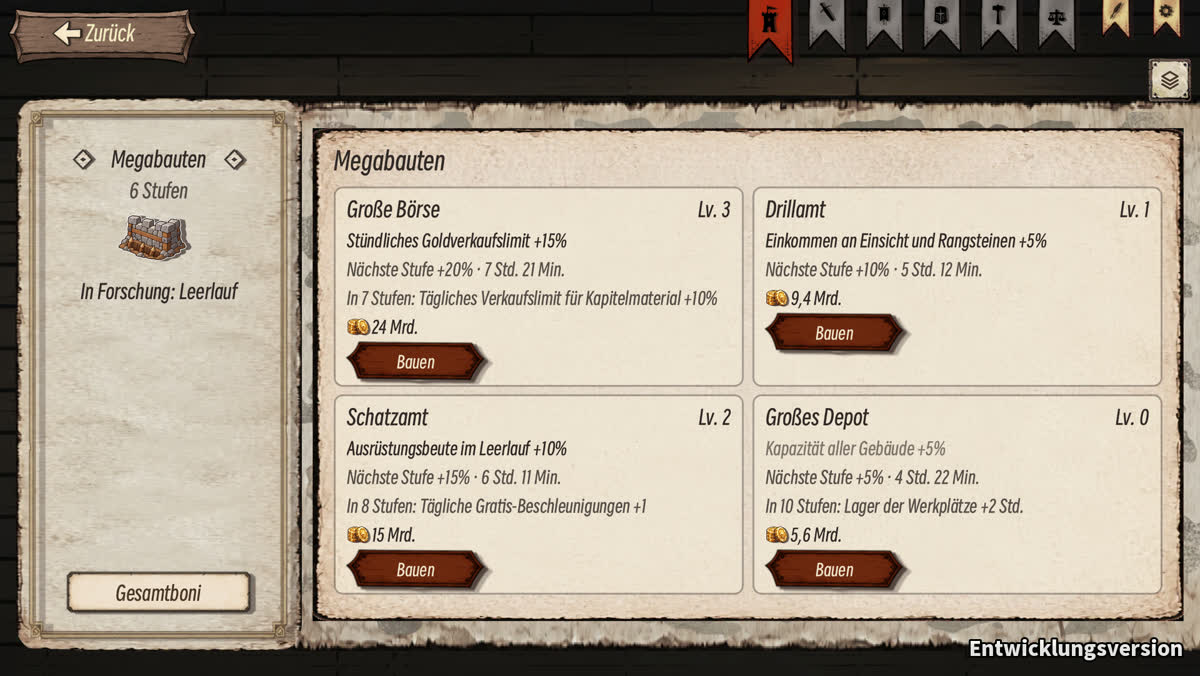 Zurück
Megabauten
6 Stufen
In Forschung: Leerlauf
Gesamtboni
Megabauten
Große Börse Lv. 3
Stündliches Goldverkaufslimit +15%
Nächste Stufe +20% · 7 Std. 21 Min.
In 7 Stufen: Tägliches Verkaufslimit für Kapitelmaterial +10%
24 Mrd.
Bauen
Drillamt Lv. 1
Einkommen an Einsicht und Rangsteinen +5%
Nächste Stufe +10% · 5 Std. 12 Min.
9,4 Mrd.
Bauen
Schatzamt Lv. 2
Ausrüstungsbeute im Leerlauf +10%
Nächste Stufe +15% · 6 Std. 11 Min.
In 8 Stufen: Tägliche Gratis-Beschleunigungen +1
15 Mrd.
Bauen
Großes Depot Lv. 0
Kapazität aller Gebäude +5%
Nächste Stufe +5% · 4 Std. 22 Min.
In 10 Stufen: Lager der Werkplätze +2 Std.
5,6 Mrd.
Bauen
Entwicklungsversion